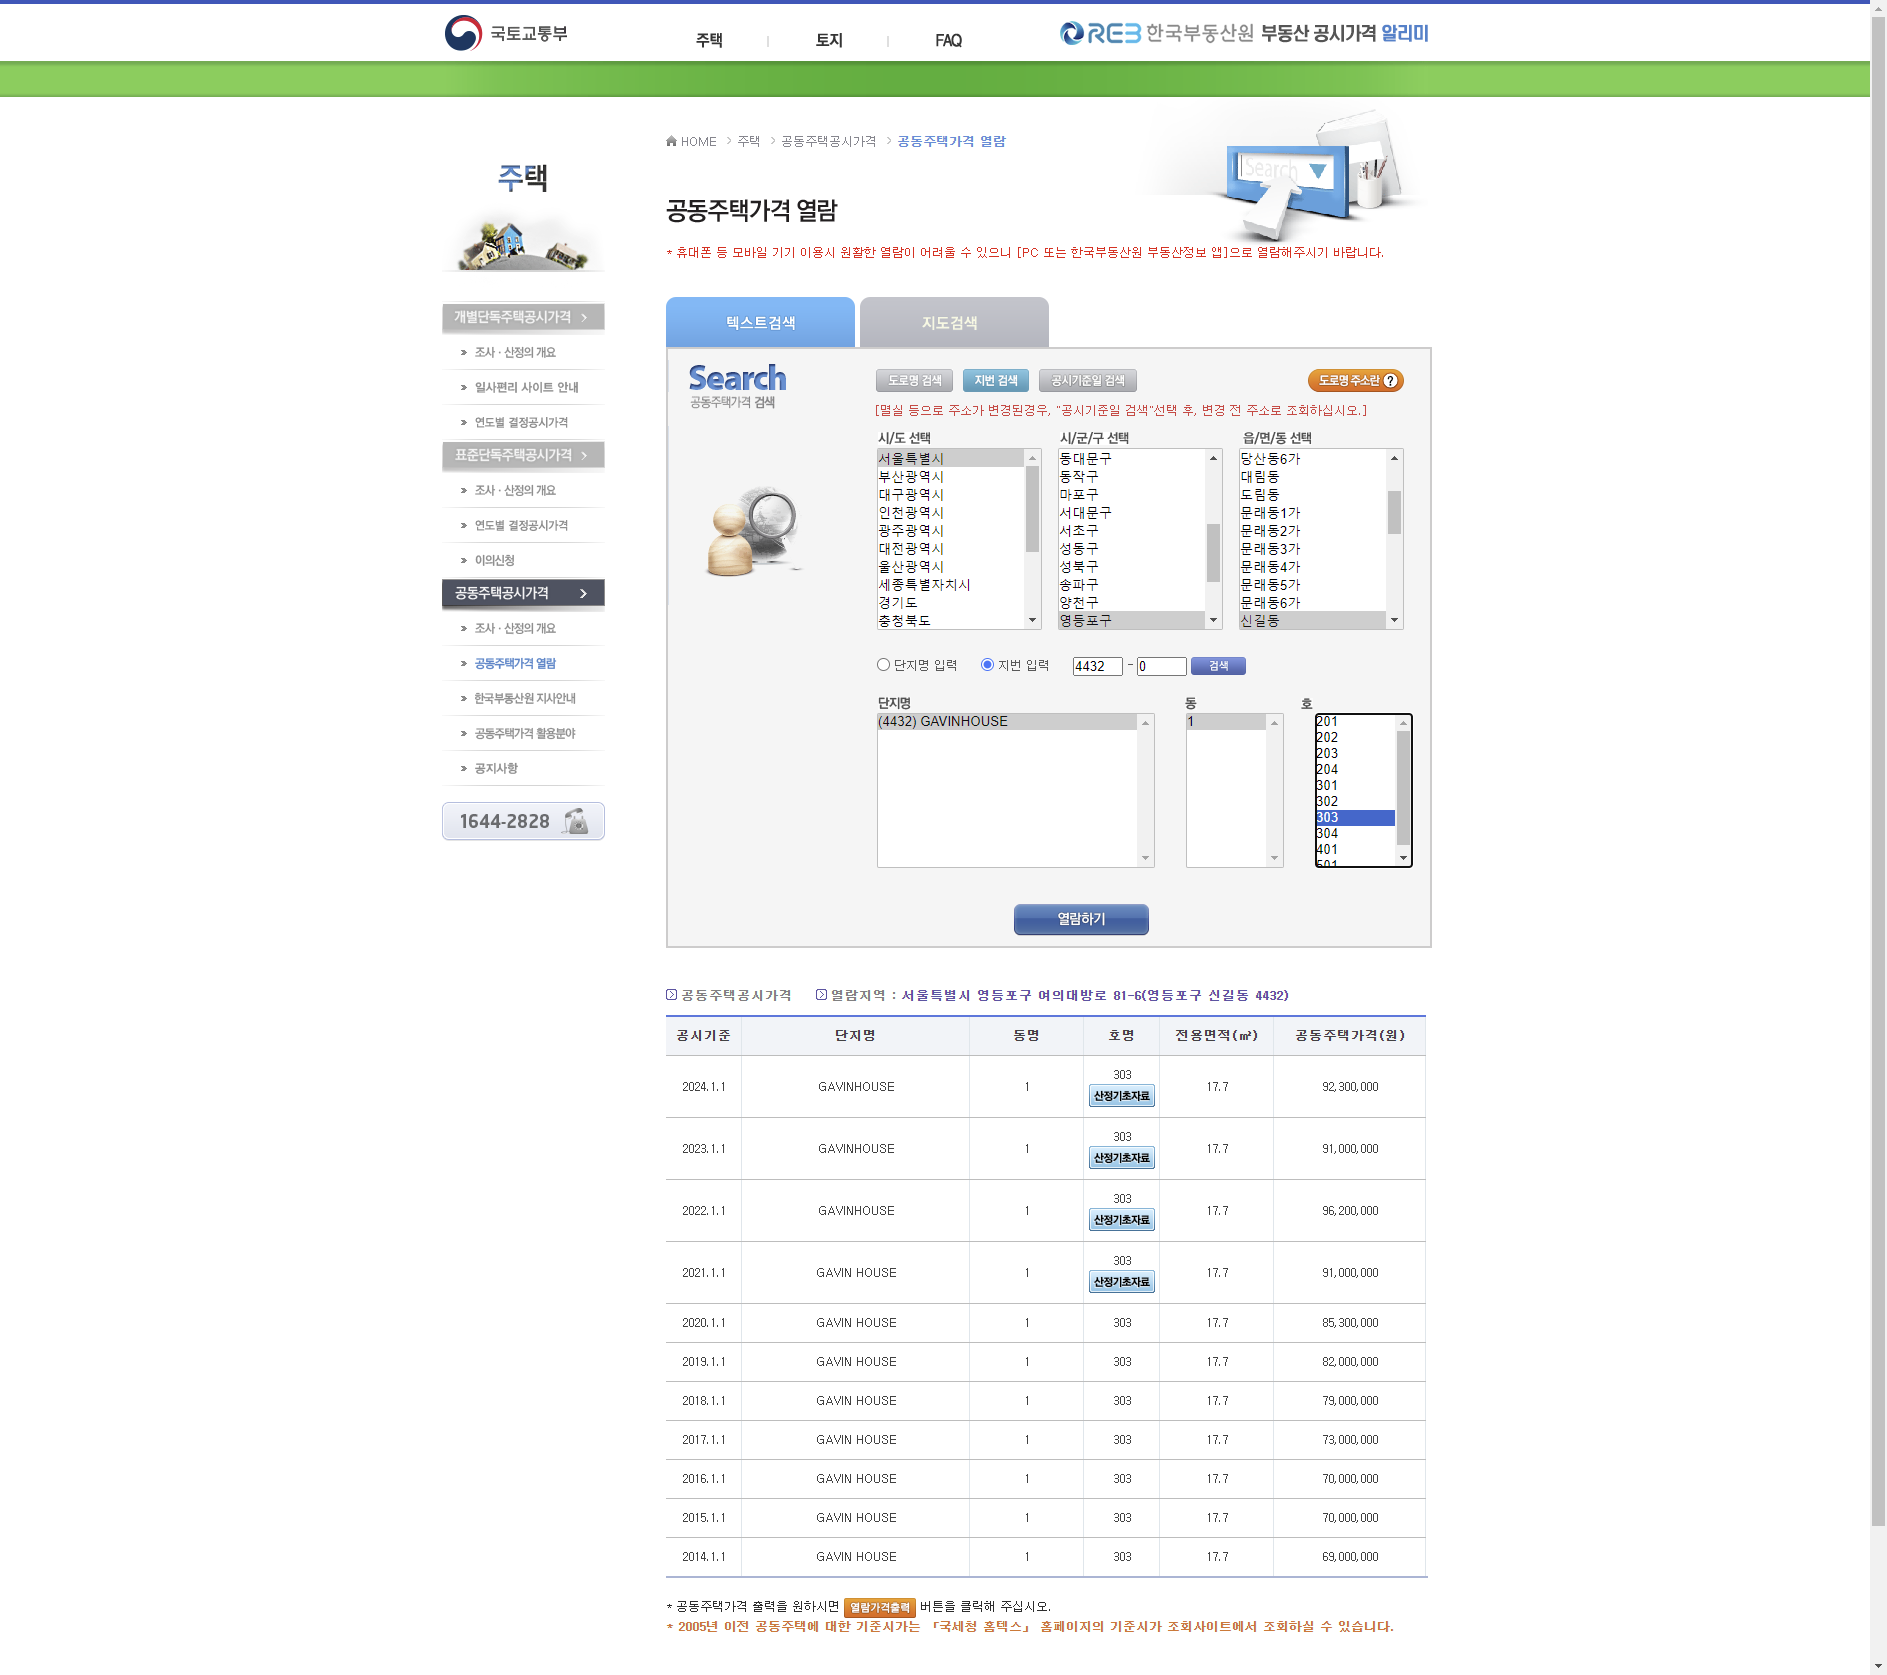 국토교통부
주택
토지
FAQ
REB 한국부동산원 부동산 공시가격 알리미
HOME 주택 공동주택공시가격 공동주택가격 열람
주택
공동주택가격 열람
Search
* 휴대폰 등 모바일 기기 이용시 원활한 열람이 어려울 수 있으니 [PC 또는 한국부동산원 부동산정보 앱]으로 열람해주시기 바랍니다.
개별단독주택공시가격
조사 · 산정의 개요
일사편리 사이트 안내
연도별 결정공시가격
표준단독주택공시가격
조사 · 산정의 개요
연도별 결정공시가격
이의신청
공동주택공시가격
조사 · 산정의 개요
공동주택가격 열람
한국부동산원 지사안내
공동주택가격 활용분야
공지사항
1644-2828
텍스트검색
지도검색
Search
공동주택가격 검색
도로명 검색
지번 검색
공시기준일 검색
도로명 주소란 ?
[멸실 등으로 주소가 변경된경우, "공시기준일 검색"선택 후, 변경 전 주소로 조회하십시오.]
시/도 선택
서울특별시
부산광역시
대구광역시
인천광역시
광주광역시
대전광역시
울산광역시
세종특별자치시
경기도
충청북도
시/군/구 선택
동대문구
동작구
마포구
서대문구
서초구
성동구
성북구
송파구
양천구
영등포구
읍/면/동 선택
당산동6가
대림동
도림동
문래동1가
문래동2가
문래동3가
문래동4가
문래동5가
문래동6가
신길동
단지명 입력 지번 입력 4432 - 0 검색
단지명
(4432) GAVINHOUSE
동
1
호
201
202
203
204
301
302
303
304
401
501
열람하기
공동주택공시가격 열람지역 : 서울특별시 영등포구 여의대방로 81-6(영등포구 신길동 4432)
공시기준 단지명 동명 호명 전용면적(㎡) 공동주택가격(원)
2024.1.1 GAVINHOUSE 1 303 산정기초자료 17.7 92,300,000
2023.1.1 GAVINHOUSE 1 303 산정기초자료 17.7 91,000,000
2022.1.1 GAVINHOUSE 1 303 산정기초자료 17.7 96,200,000
2021.1.1 GAVIN HOUSE 1 303 산정기초자료 17.7 91,000,000
2020.1.1 GAVIN HOUSE 1 303 17.7 85,300,000
2019.1.1 GAVIN HOUSE 1 303 17.7 82,000,000
2018.1.1 GAVIN HOUSE 1 303 17.7 79,000,000
2017.1.1 GAVIN HOUSE 1 303 17.7 73,000,000
2016.1.1 GAVIN HOUSE 1 303 17.7 70,000,000
2015.1.1 GAVIN HOUSE 1 303 17.7 70,000,000
2014.1.1 GAVIN HOUSE 1 303 17.7 69,000,000
* 공동주택가격 출력을 원하시면 열람가격출력 버튼을 클릭해 주십시오.
* 2005년 이전 공동주택에 대한 기준시가는 「국세청 홈텍스」 홈페이지의 기준시가 조회사이트에서 조회하실 수 있습니다.